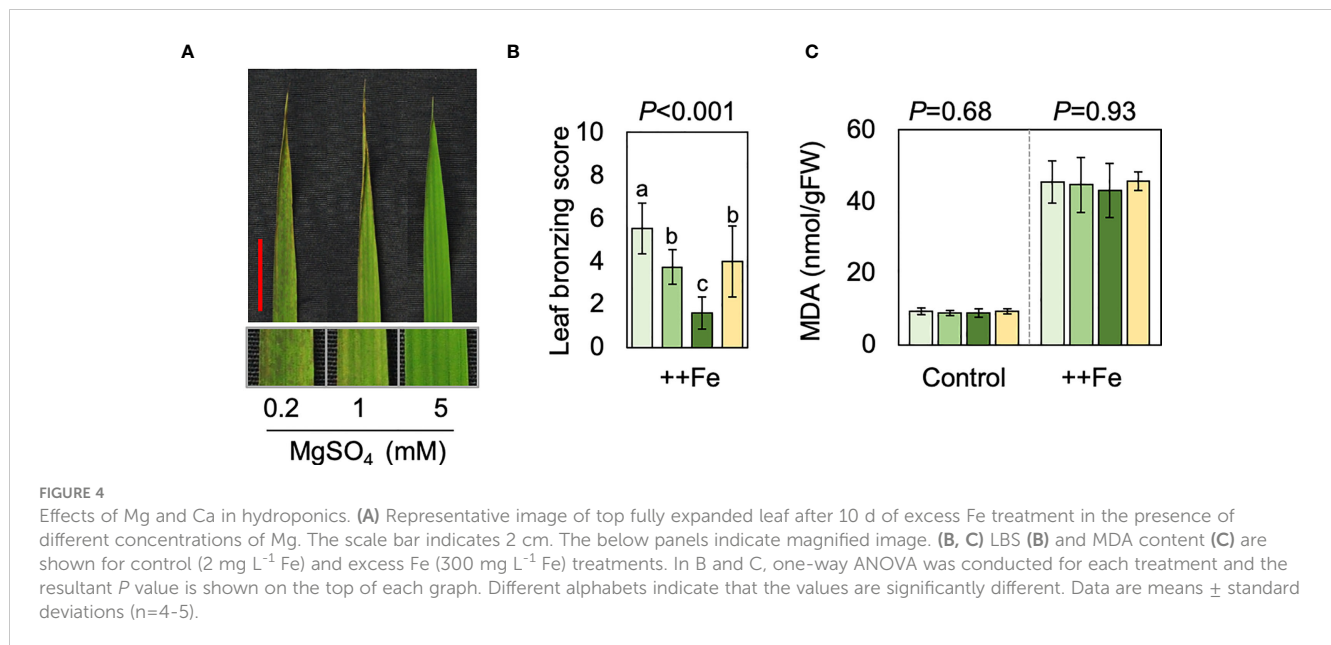 A
B
C
P<0.001
P=0.68
P=0.93
Leaf bronzing score
10
8
6
4
2
0
a
b
c
b
++Fe
MDA (nmol/gFW)
60
40
20
0
Control
++Fe
0.2 1 5
MgSO₄ (mM)
FIGURE 4
Effects of Mg and Ca in hydroponics. (A) Representative image of top fully expanded leaf after 10 d of excess Fe treatment in the presence of
different concentrations of Mg. The scale bar indicates 2 cm. The below panels indicate magnified image. (B, C) LBS (B) and MDA content (C) are
shown for control (2 mg L⁻¹ Fe) and excess Fe (300 mg L⁻¹ Fe) treatments. In B and C, one-way ANOVA was conducted for each treatment and the
resultant P value is shown on the top of each graph. Different alphabets indicate that the values are significantly different. Data are means ± standard
deviations (n=4-5).